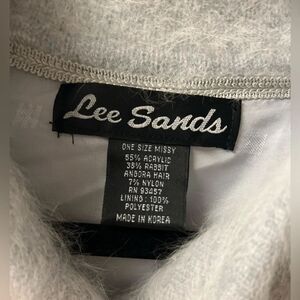 Lee Sands
ONE SIZE MISSY
55% ACRYLIC
38% RABBIT
ANGORA HAIR
7% NYLON
RN 93457
LINING: 100%
POLYESTER
MADE IN KOREA